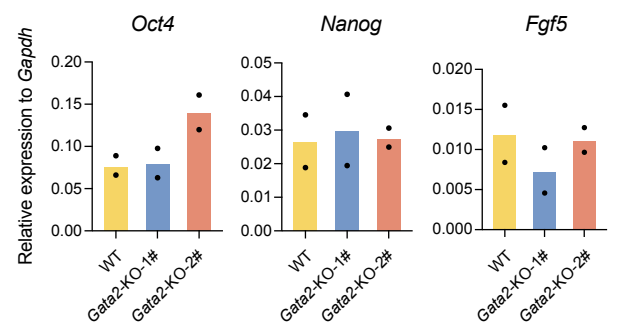 Oct4
Nanog
Fgf5
Relative expression to Gapdh
0.20
0.15
0.10
0.05
0.00
WT
Gata2-KO-1#
Gata2-KO-2#
0.05
0.04
0.03
0.02
0.01
0.00
WT
Gata2-KO-1#
Gata2-KO-2#
0.020
0.015
0.010
0.005
0.000
WT
Gata2-KO-1#
Gata2-KO-2#